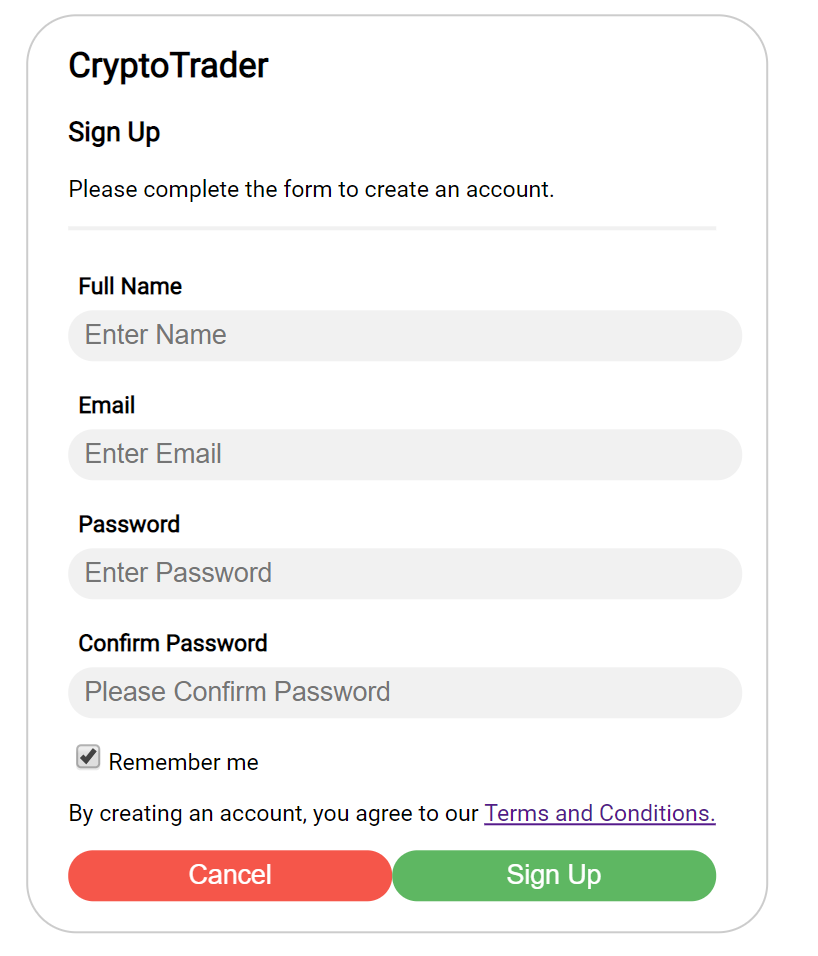 CryptoTrader
Sign Up
Please complete the form to create an account.
Full Name
Enter Name
Email
Enter Email
Password
Enter Password
Confirm Password
Please Confirm Password
Remember me
By creating an account, you agree to our Terms and Conditions.
Cancel Sign Up